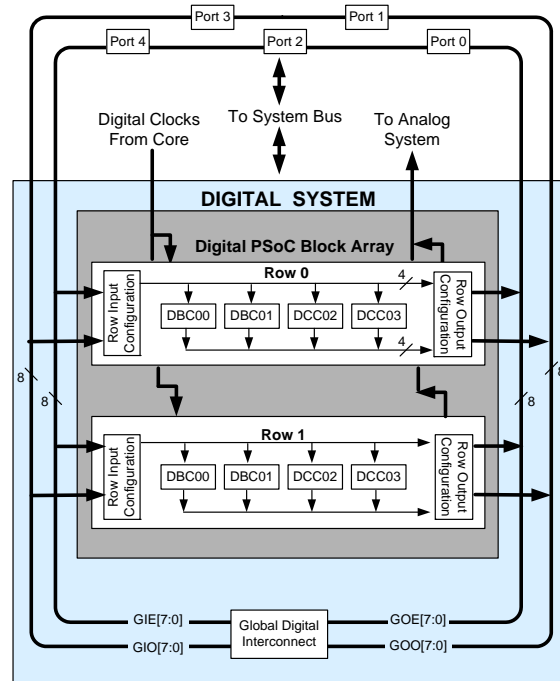 Port 3
Port 1
Port 4
Port 2
Port 0
Digital Clocks
From Core
To System Bus
To Analog
System
DIGITAL SYSTEM
Digital PSoC Block Array
Row Input
Configuration
Row 0
4
DBC00
DBC01
DCC02
DCC03
4
Row Output
Configuration
8
8
8
8
Row Input
Configuration
Row 1
DBC00
DBC01
DCC02
DCC03
Row Output
Configuration
GIE[7:0]
GIO[7:0]
Global Digital
Interconnect
GOE[7:0]
GOO[7:0]